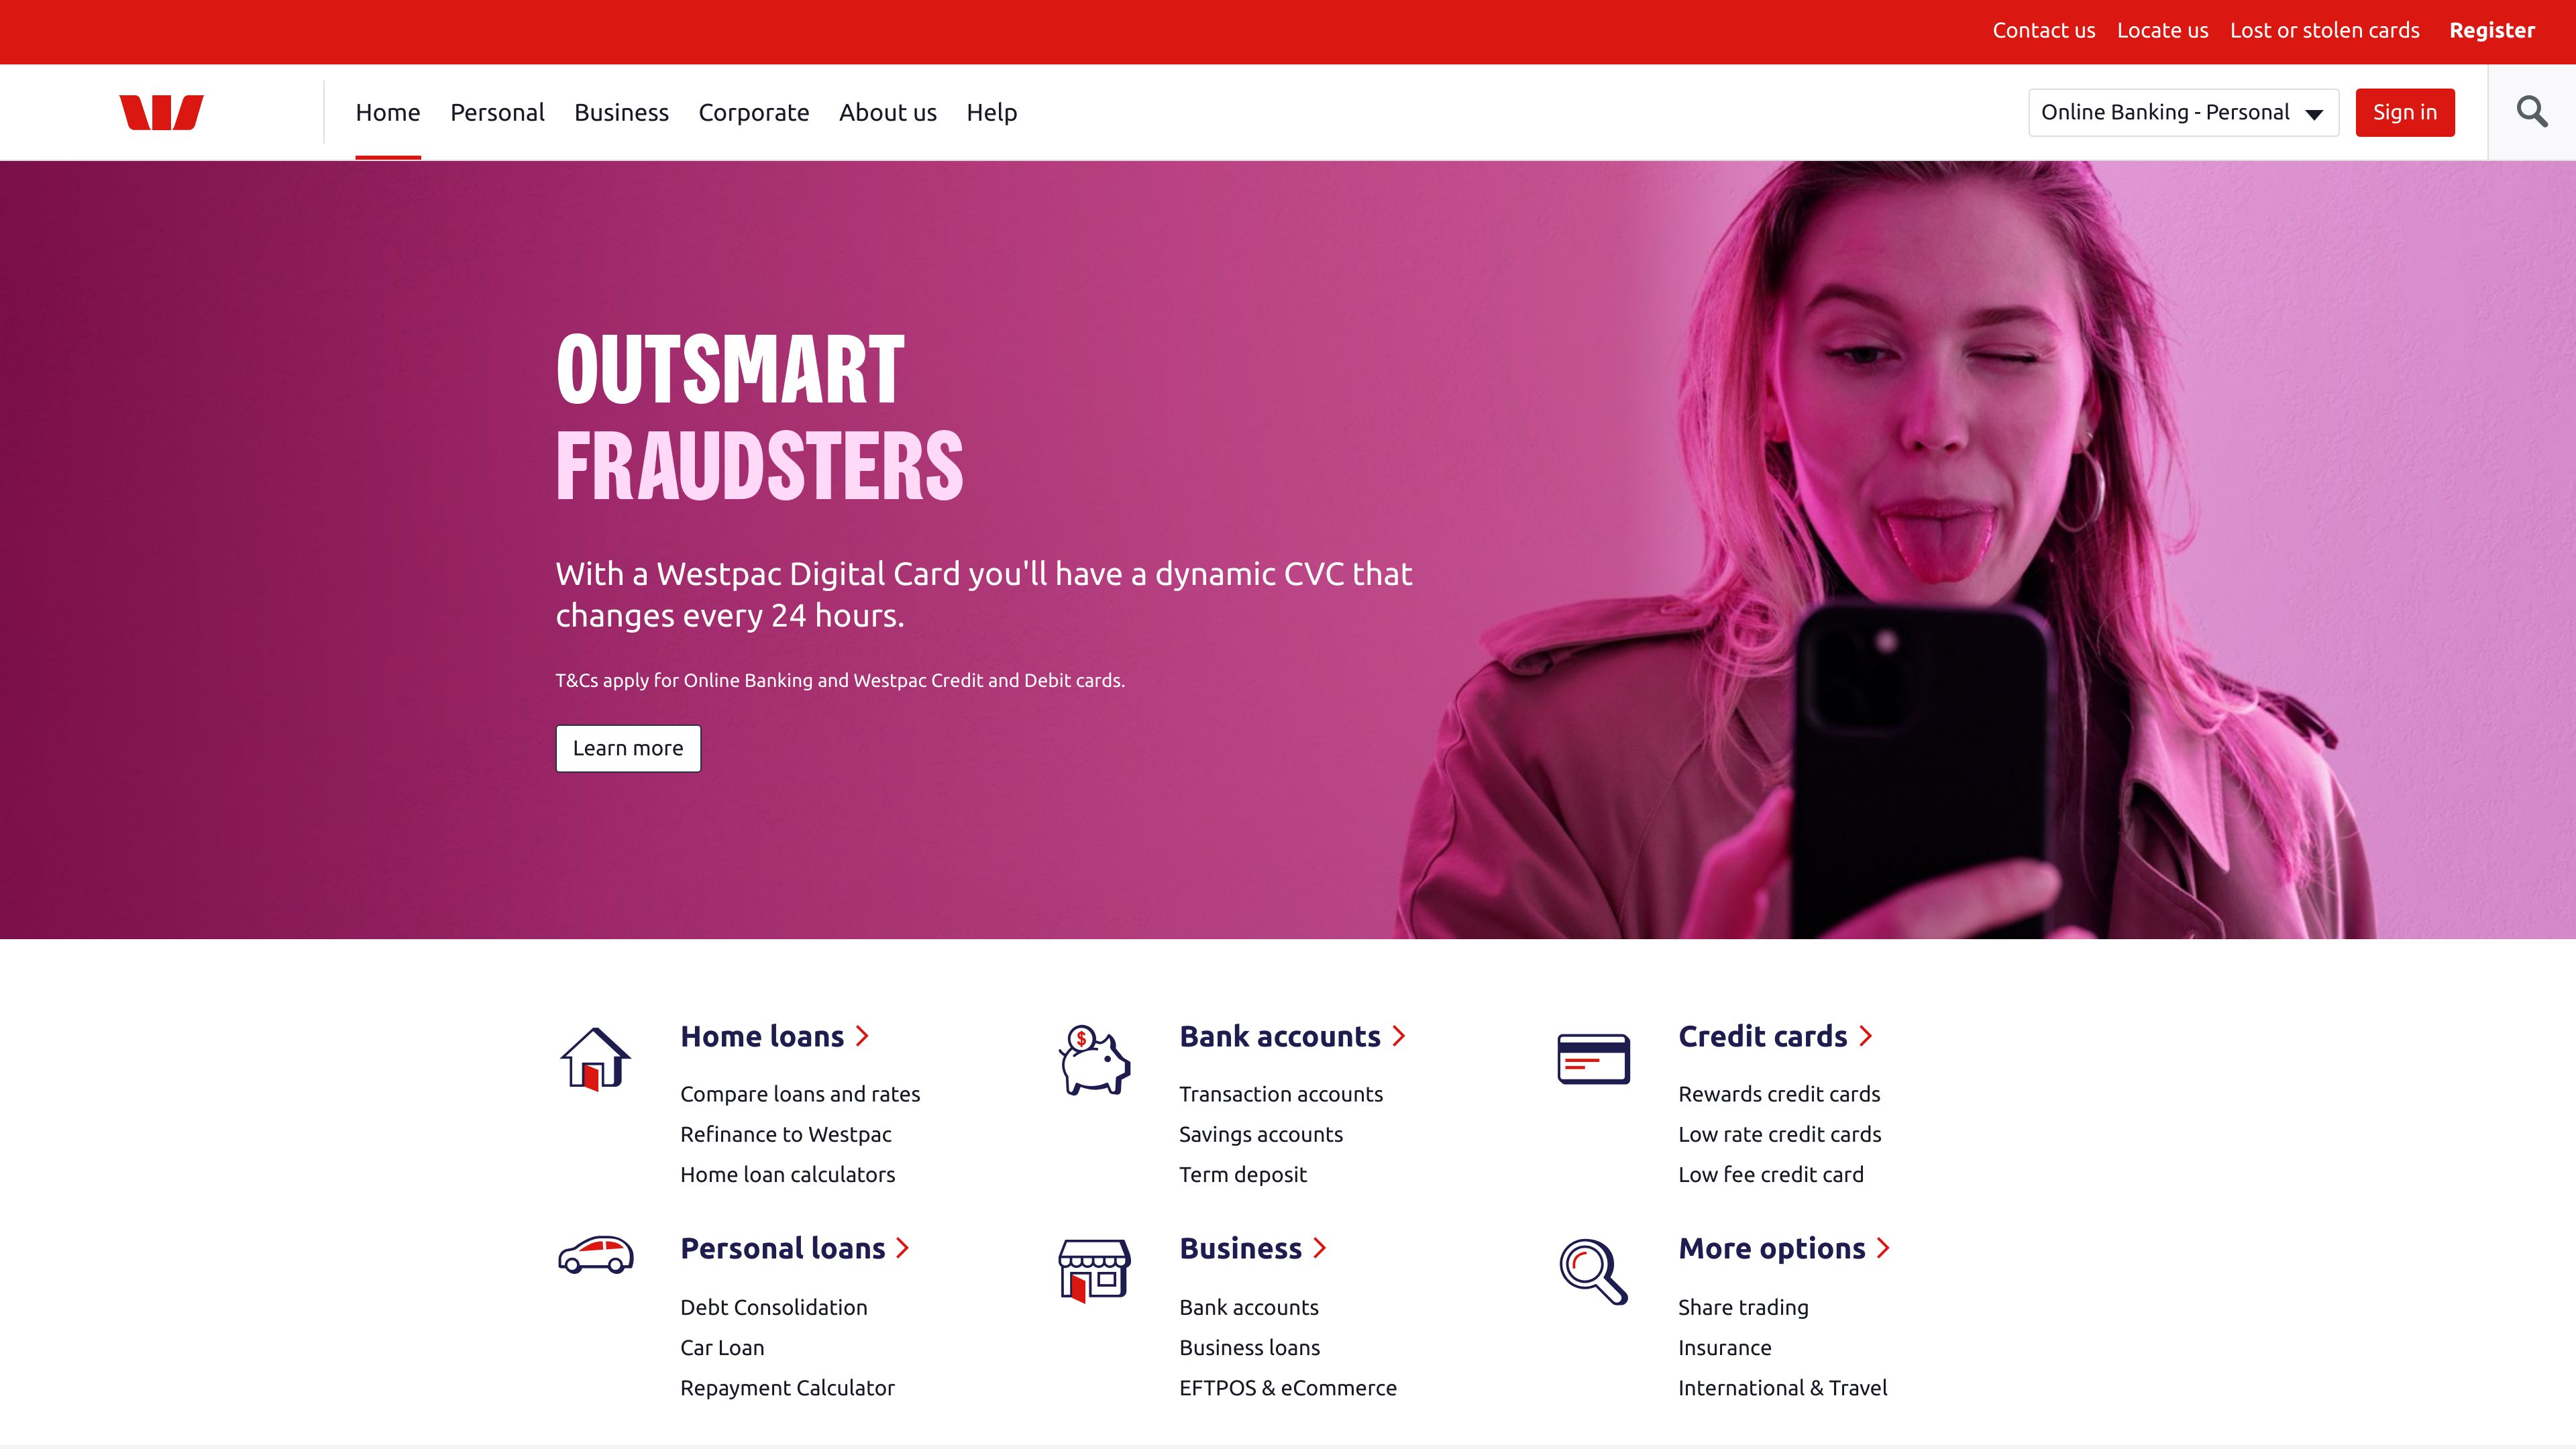 Contact us Locate us Lost or stolen cards Register
Home Personal Business Corporate About us Help Online Banking - Personal Sign in
OUTSMART
FRAUDSTERS
With a Westpac Digital Card you'll have a dynamic CVC that
changes every 24 hours.
T&Cs apply for Online Banking and Westpac Credit and Debit cards.
Learn more
Home loans
Compare loans and rates
Refinance to Westpac
Home loan calculators
$
Bank accounts
Transaction accounts
Savings accounts
Term deposit
Credit cards
Rewards credit cards
Low rate credit cards
Low fee credit card
Personal loans
Debt Consolidation
Car Loan
Repayment Calculator
Business
Bank accounts
Business loans
EFTPOS & eCommerce
More options
Share trading
Insurance
International & Travel